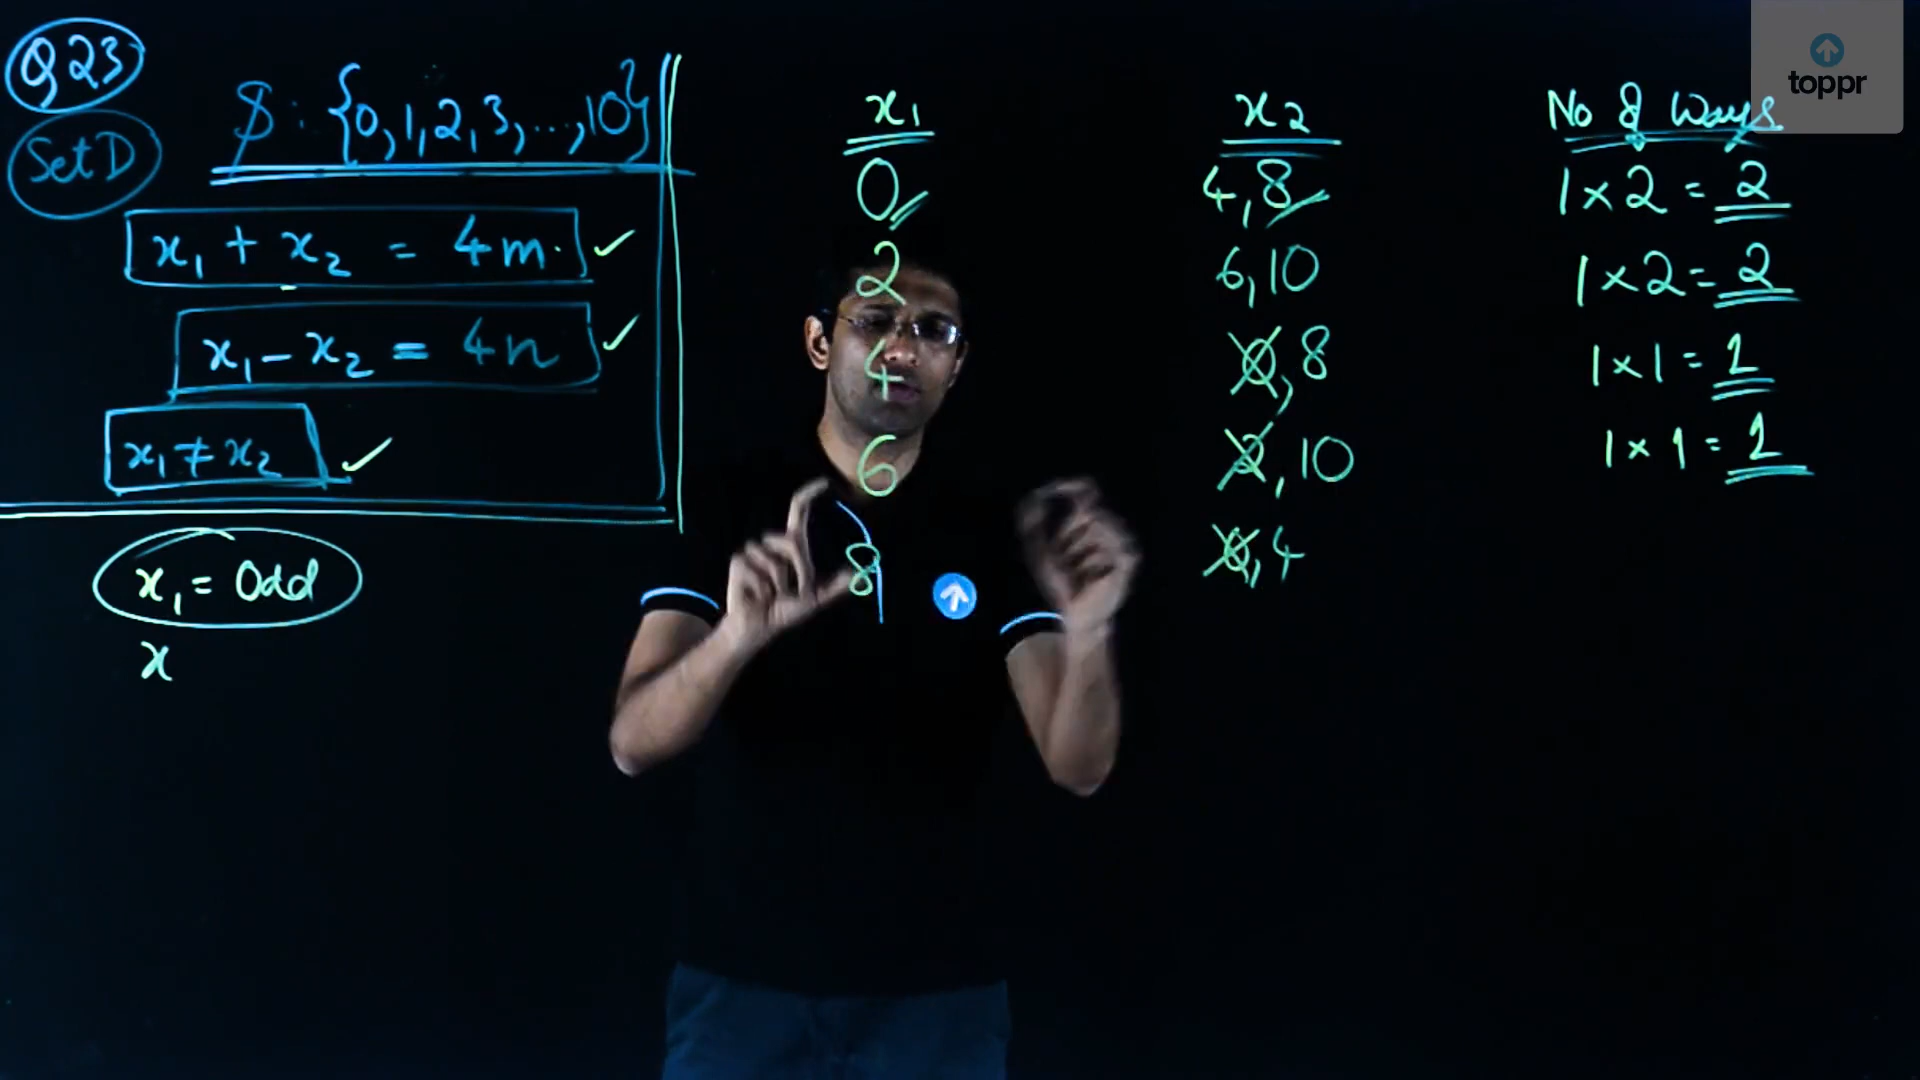 Q23
Set D
$ : {0, 1, 2, 3, ..., 10}
x₁ + x₂ = 4m.
x₁ - x₂ = 4n
x₁ ≠ x₂
x₁ = Odd
x
x₁ x₂ No of Ways
0 4, 8 1 x 2 = 2
2 6, 10 1 x 2 = 2
4 0, 8 1 x 1 = 1
6 2, 10 1 x 1 = 1
8 0, 4
toppr